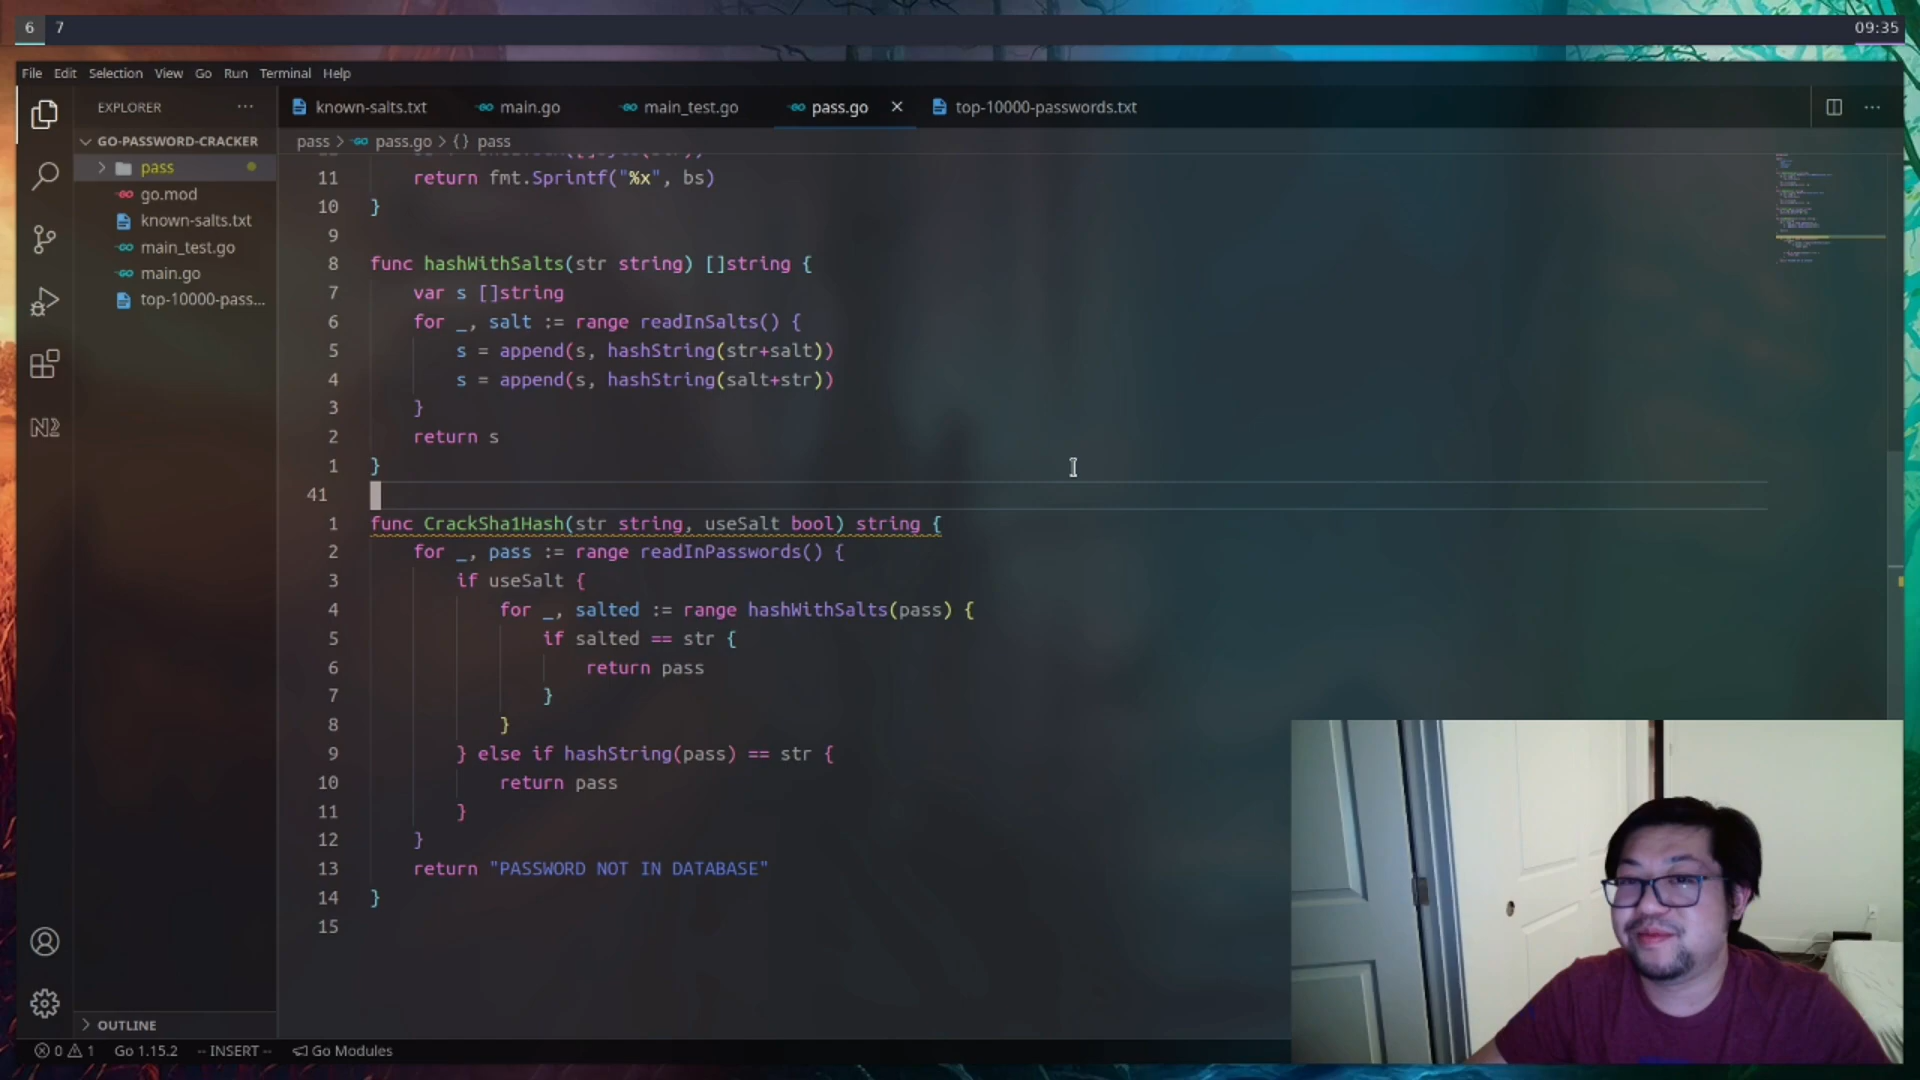 6 7 09:35
File Edit Selection View Go Run Terminal Help
EXPLORER ···
known-salts.txt main.go main_test.go pass.go × top-10000-passwords.txt ···
GO-PASSWORD-CRACKER
pass > pass.go > {} pass
pass
go.mod
known-salts.txt
main_test.go
main.go
top-10000-pass...
11 return fmt.Sprintf("%x", bs)
10 }
9
8 func hashWithSalts(str string) []string {
7 var s []string
6 for _, salt := range readInSalts() {
5 s = append(s, hashString(str+salt))
4 s = append(s, hashString(salt+str))
3 }
2 return s
1 }
41
1 func CrackSha1Hash(str string, useSalt bool) string {
2 for _, pass := range readInPasswords() {
3 if useSalt {
4 for _, salted := range hashWithSalts(pass) {
5 if salted == str {
6 return pass
7 }
8 }
9 } else if hashString(pass) == str {
10 return pass
11 }
12 }
13 return "PASSWORD NOT IN DATABASE"
14 }
15
OUTLINE
0 1 Go 1.15.2 -- INSERT -- Go Modules